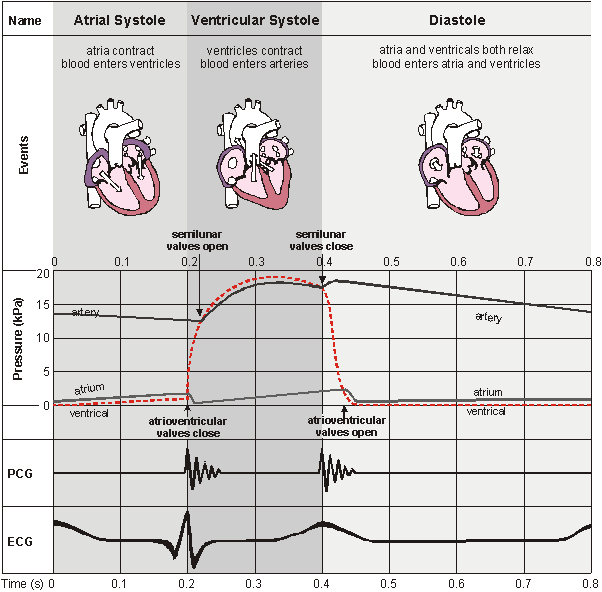 Name Atrial Systole Ventricular Systole Diastole
atria contract
blood enters ventricles
ventricles contract
blood enters arteries
atria and ventricals both relax
blood enters atria and ventricles
Events
semilunar
valves open
semilunar
valves close
0 0.1 0.2 0.3 0.4 0.5 0.6 0.7 0.8
Pressure (kPa)
20
15
10
5
0
artery
artery
atrium
ventrical
atrium
ventrical
atrioventricular
valves close
atrioventricular
valves open
PCG
ECG
Time (s) 0 0.1 0.2 0.3 0.4 0.5 0.6 0.7 0.8